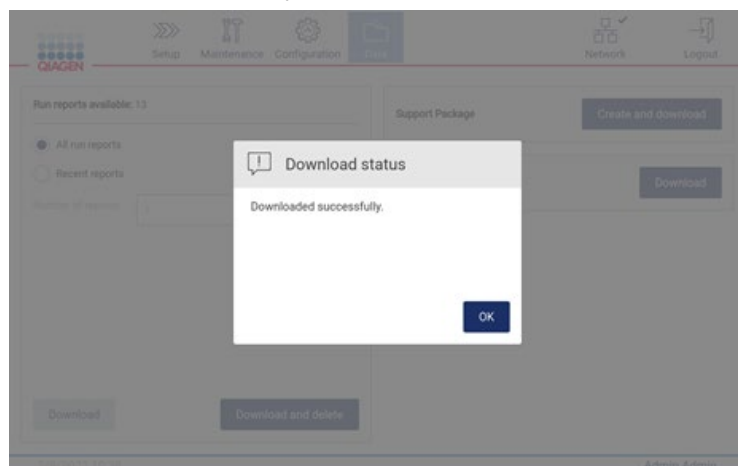 QIAGEN
Setup
Maintenance
Configuration
Data
Network
Logout
Run reports available: 13
All run reports
Recent reports
Number of reports
Support Package
Create and download
Download
Download status
Downloaded successfully.
OK
Download
Download and delete
Admin Admin